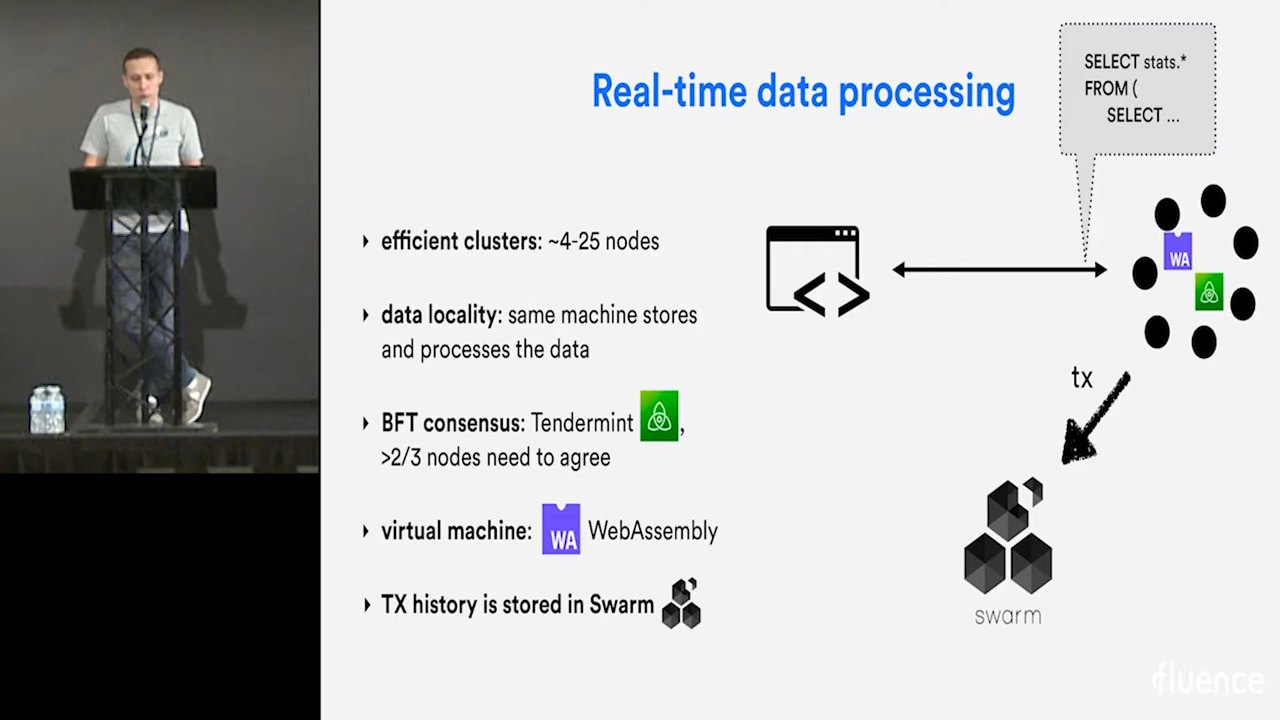 Real-time data processing
SELECT stats.*
FROM (
SELECT ...
‣ efficient clusters: ~4-25 nodes
‣ data locality: same machine stores
and processes the data
‣ BFT consensus: Tendermint ,
>2/3 nodes need to agree
‣ virtual machine: WA WebAssembly
‣ TX history is stored in Swarm
WA
tx
swarm
fluence